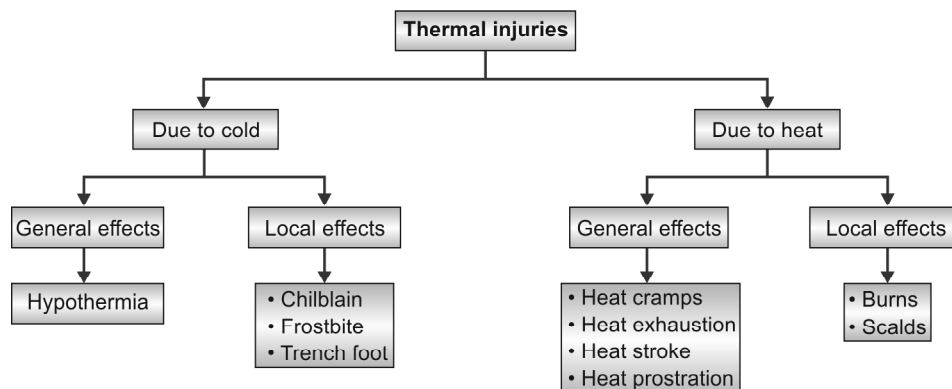 Thermal injuries
Due to cold
Due to heat
General effects
Local effects
General effects
Local effects
Hypothermia
• Chilblain
• Frostbite
• Trench foot
• Heat cramps
• Heat exhaustion
• Heat stroke
• Heat prostration
• Burns
• Scalds